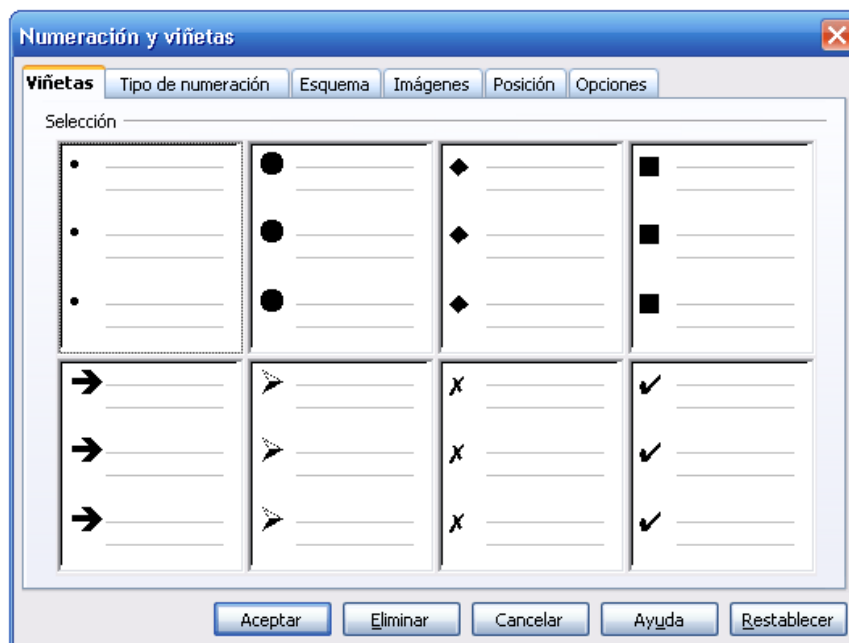 Numeración y viñetas
Viñetas Tipo de numeración Esquema Imágenes Posición Opciones
Selección
Aceptar Eliminar Cancelar Ayuda Restablecer